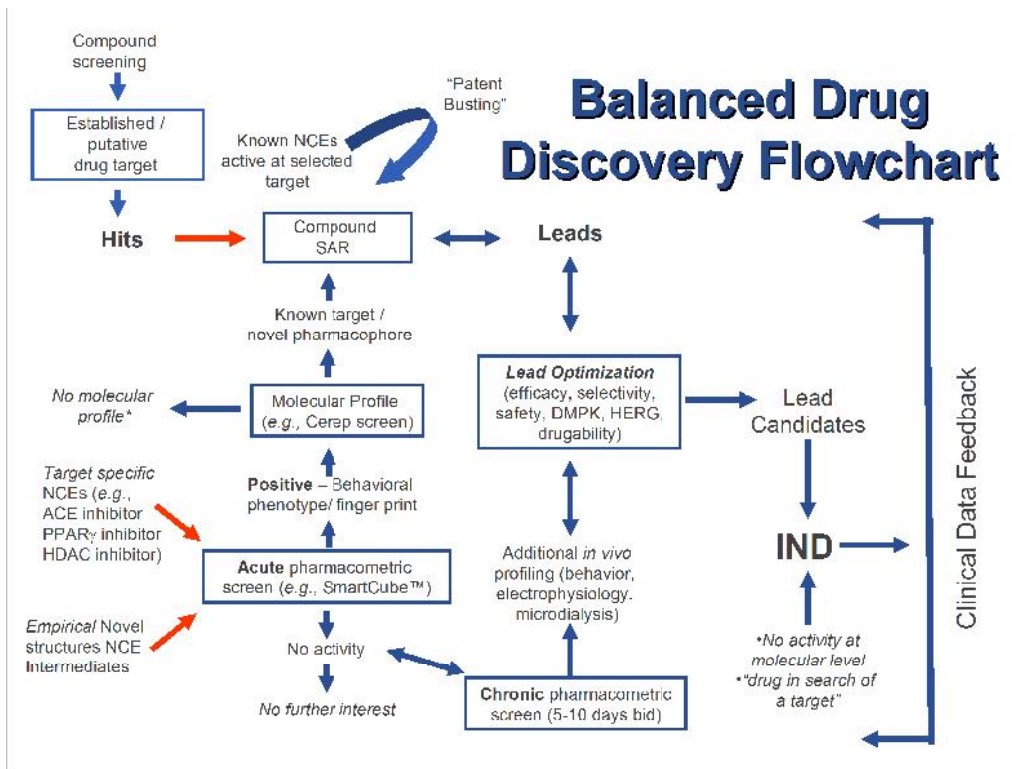 Compound
screening
Established /
putative
drug target
Hits
Known NCEs
active at selected
target
"Patent
Busting"
Balanced Drug
Discovery Flowchart
Compound
SAR
Leads
Known target /
novel pharmacophore
No molecular
profile*
Molecular Profile
(e.g., Cerep screen)
Lead Optimization
(efficacy, selectivity,
safety, DMPK, HERG,
drugability)
Lead
Candidates
Target specific
NCEs (e.g.,
ACE inhibitor
PPARγ inhibitor
HDAC inhibitor)
Positive – Behavioral
phenotype/ finger print
Acute pharmacometric
screen (e.g., SmartCube™)
Additional in vivo
profiling (behavior,
electrophysiology.
microdialysis)
IND
Empirical Novel
structures NCE
Intermediates
No activity
No further interest
Chronic pharmacometric
screen (5-10 days bid)
•No activity at
molecular level
•"drug in search of
a target"
Clinical Data Feedback